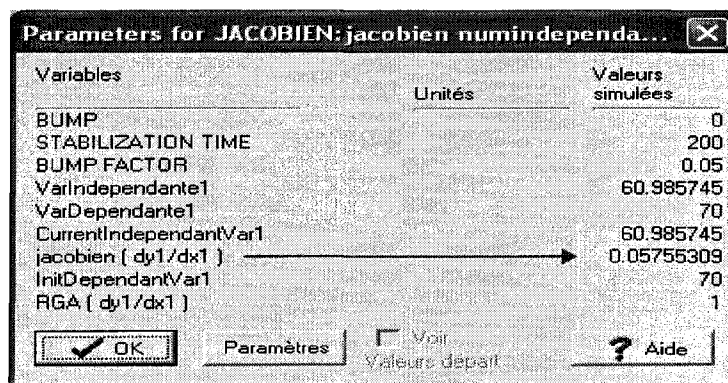 Parameters for JACOBIEN: jacobien numindependa...
Variables Unités Valeurs simulées
BUMP 0
STABILIZATION TIME 200
BUMP FACTOR 0.05
VarIndependante1 60.985745
VarDependante1 70
CurrentIndependantVar1 60.985745
jacobien ( dy1/dx1 ) 0.05755309
InitDependantVar1 70
RGA ( dy1/dx1 ) 1
OK Paramètres Voir Valeurs départ ? Aide